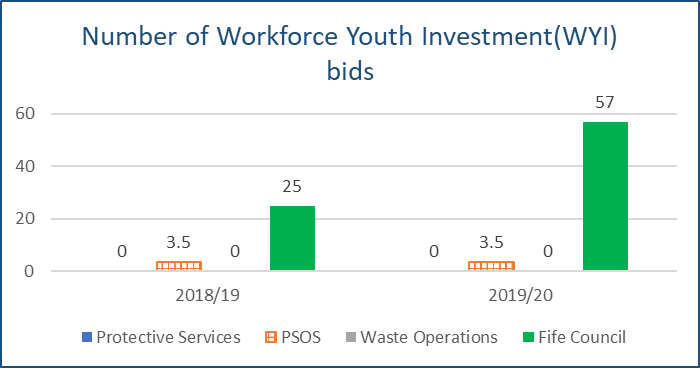 Number of Workforce Youth Investment(WYI)
bids
60
40
20
0
0
3.5
0
25
0
3.5
0
57
2018/19
2019/20
Protective Services
PSOS
Waste Operations
Fife Council